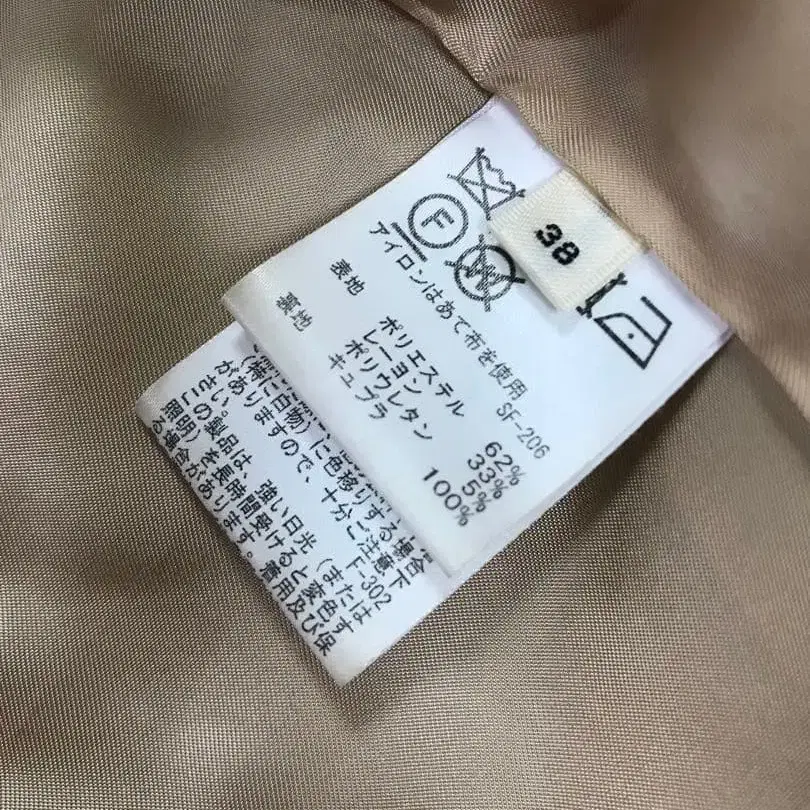 38
F
W
アイロンはあて布を使用 SF-206
表地 ポリエステル 62%
レーヨン 33%
ポリウレタン 5%
裏地 キュプラ 100%
(特に白物)に色移りする場合
がありますので、十分ご注意下
さい。 F-302
この製品は、強い日光(または
照明)を長時間受けると変色す
る場合があります。着用及び保